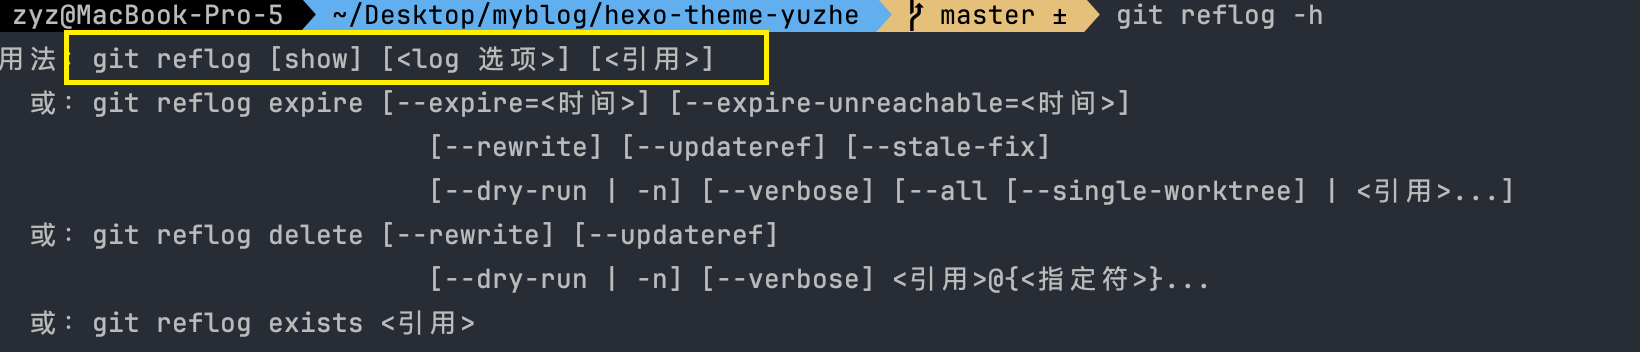 zyz@MacBook-Pro-5 ~/Desktop/myblog/hexo-theme-yuzhe master ± git reflog -h
用法：git reflog [show] [<log 选项>] [<引用>]
或：git reflog expire [--expire=<时间>] [--expire-unreachable=<时间>]
[--rewrite] [--updateref] [--stale-fix]
[--dry-run | -n] [--verbose] [--all [--single-worktree] | <引用>...]
或：git reflog delete [--rewrite] [--updateref]
[--dry-run | -n] [--verbose] <引用>@{<指定符>}...
或：git reflog exists <引用>